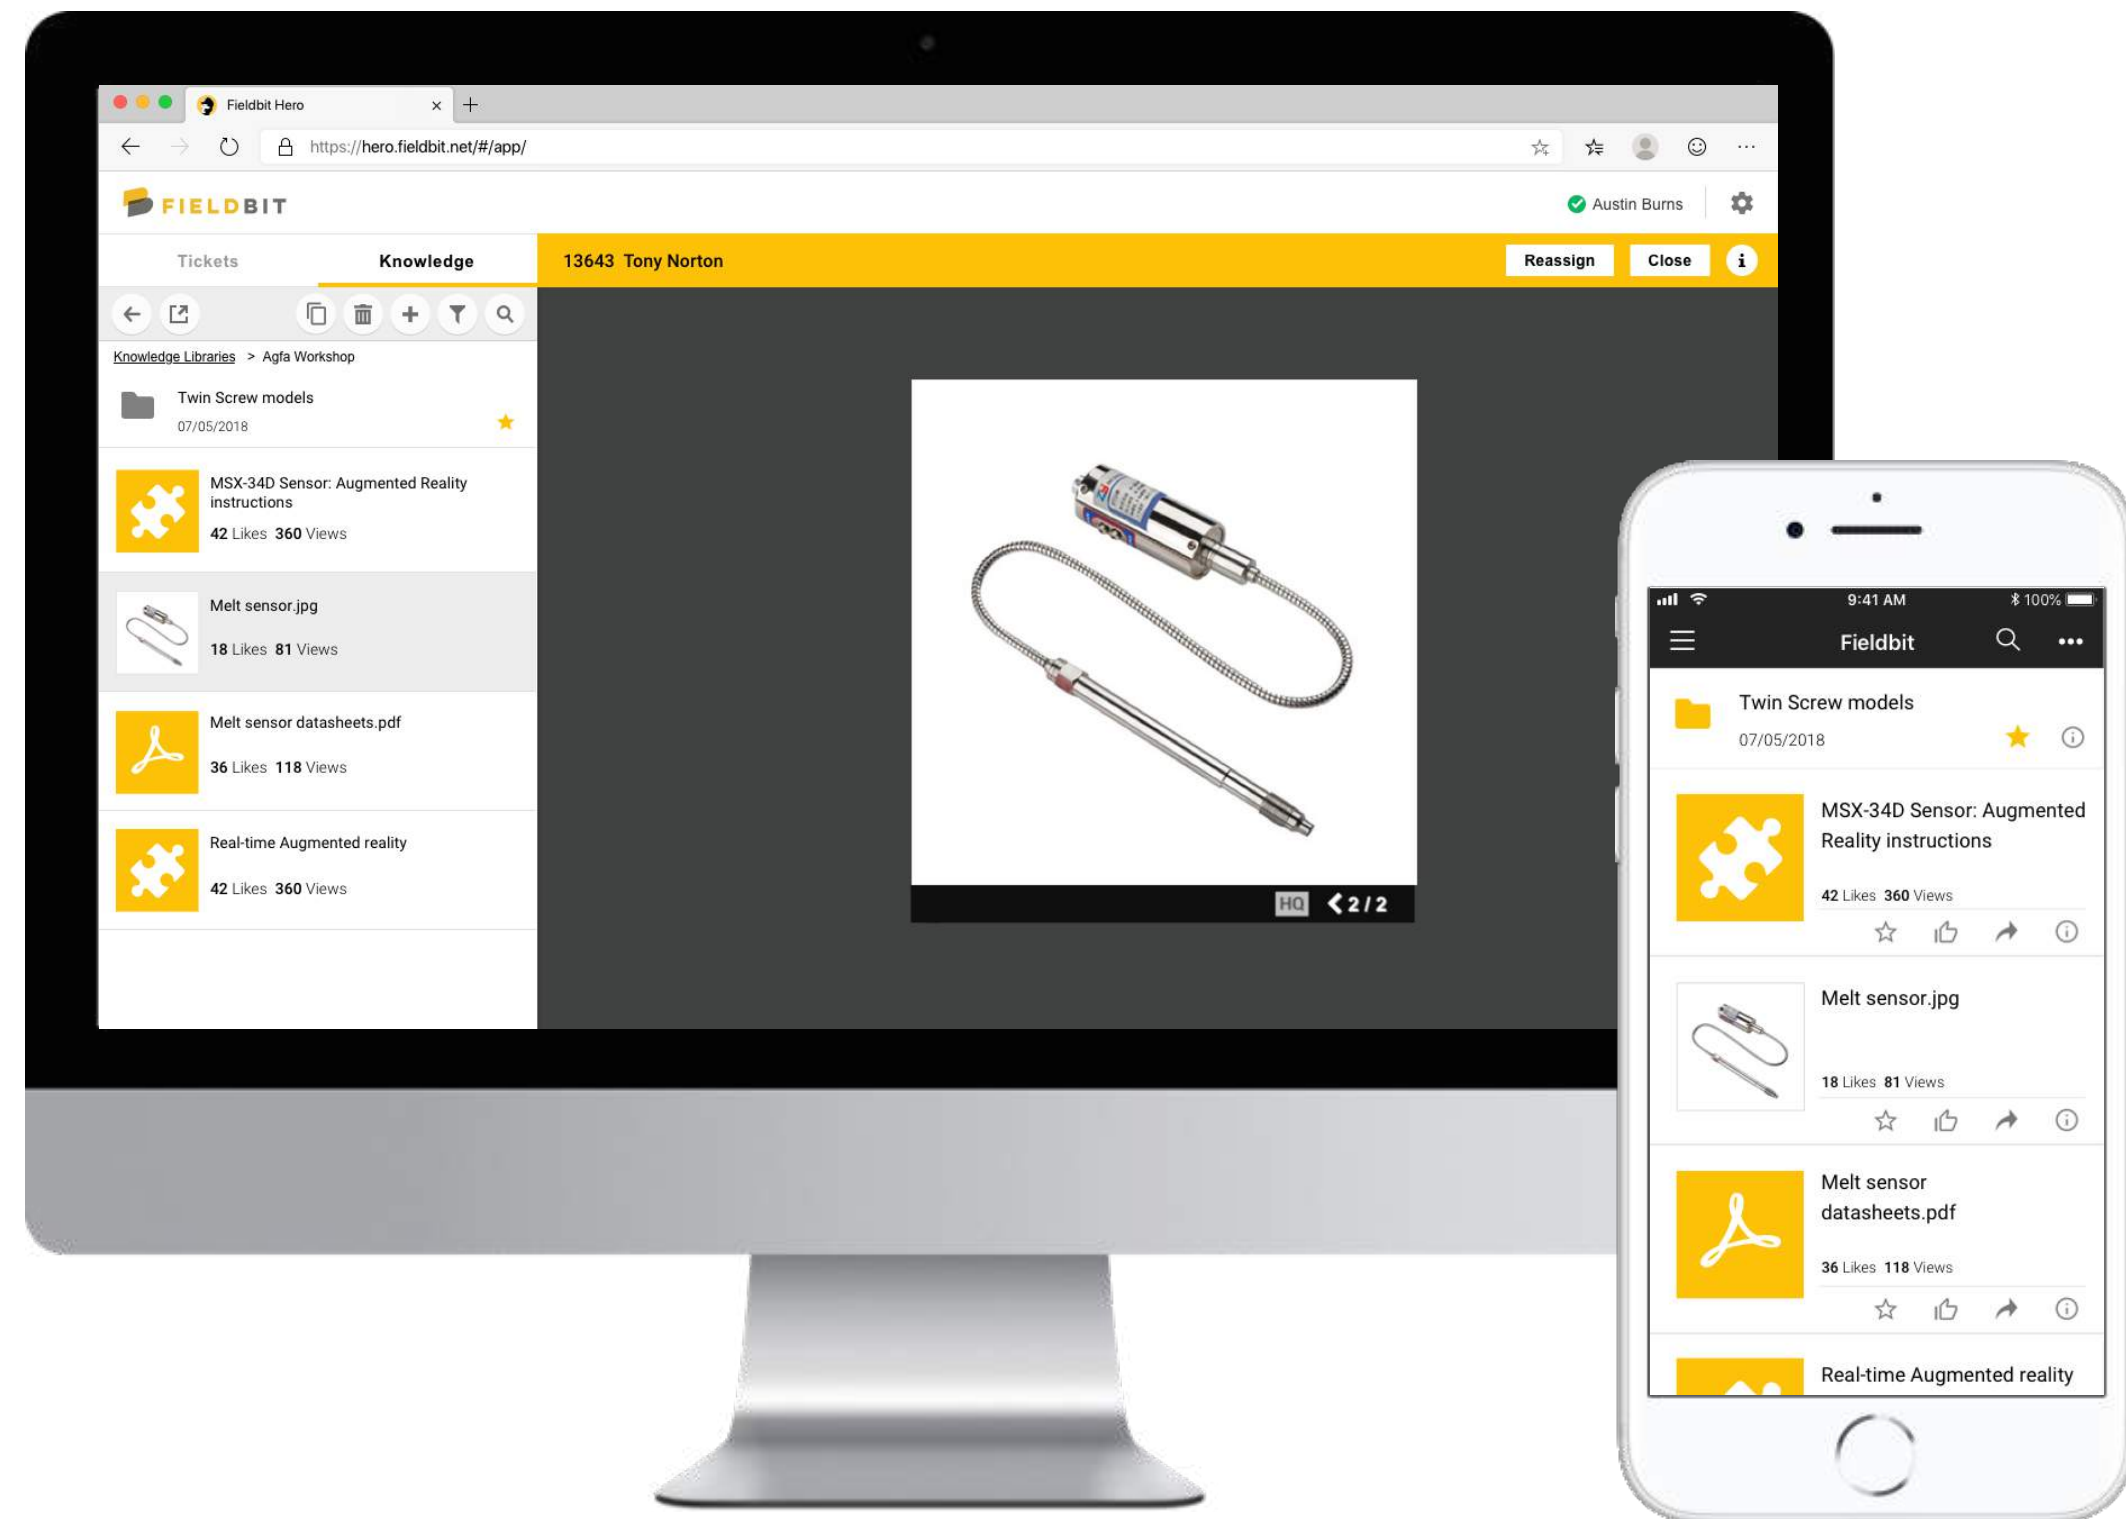 Fieldbit Hero
https://hero.fieldbit.net/#/app/
FIELDBIT
Austin Burns
Tickets Knowledge
13643 Tony Norton
Reassign Close i
Knowledge Libraries > Agfa Workshop
Twin Screw models
07/05/2018
MSX-34D Sensor: Augmented Reality
instructions
42 Likes 360 Views
Melt sensor.jpg
18 Likes 81 Views
Melt sensor datasheets.pdf
36 Likes 118 Views
Real-time Augmented reality
42 Likes 360 Views
HQ 2/2
9:41 AM 100%
Fieldbit
Twin Screw models
07/05/2018
MSX-34D Sensor: Augmented
Reality instructions
42 Likes 360 Views
Melt sensor.jpg
18 Likes 81 Views
Melt sensor
datasheets.pdf
36 Likes 118 Views
Real-time Augmented reality